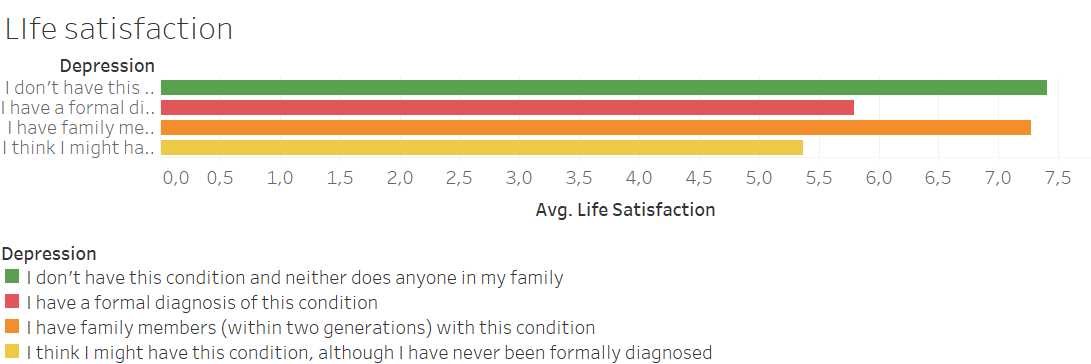 LIfe satisfaction
Depression
I don't have this ..
I have a formal di..
I have family me..
I think I might ha..
0,0 0,5 1,0 1,5 2,0 2,5 3,0 3,5 4,0 4,5 5,0 5,5 6,0 6,5 7,0 7,5
Avg. Life Satisfaction
Depression
I don't have this condition and neither does anyone in my family
I have a formal diagnosis of this condition
I have family members (within two generations) with this condition
I think I might have this condition, although I have never been formally diagnosed